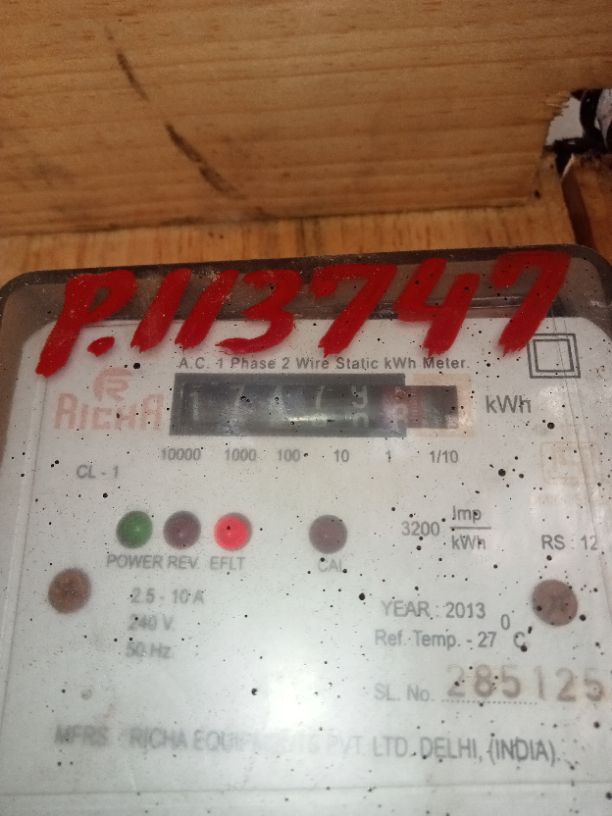 P.113747
A.C. 1 Phase 2 Wire Static kWh Meter.
RICHA
kWh
10000 1000 100 10 1 1/10
CL - 1
3200 Imp/kWh
POWER REV. EFLT CAL
RS 12
2.5 - 10 A
240 V.
50 Hz.
YEAR : 2013
Ref. Temp. - 27 0 C
SL. No. 285125
MFRS. : RICHA EQUIPMENTS PVT. LTD. DELHI, (INDIA).